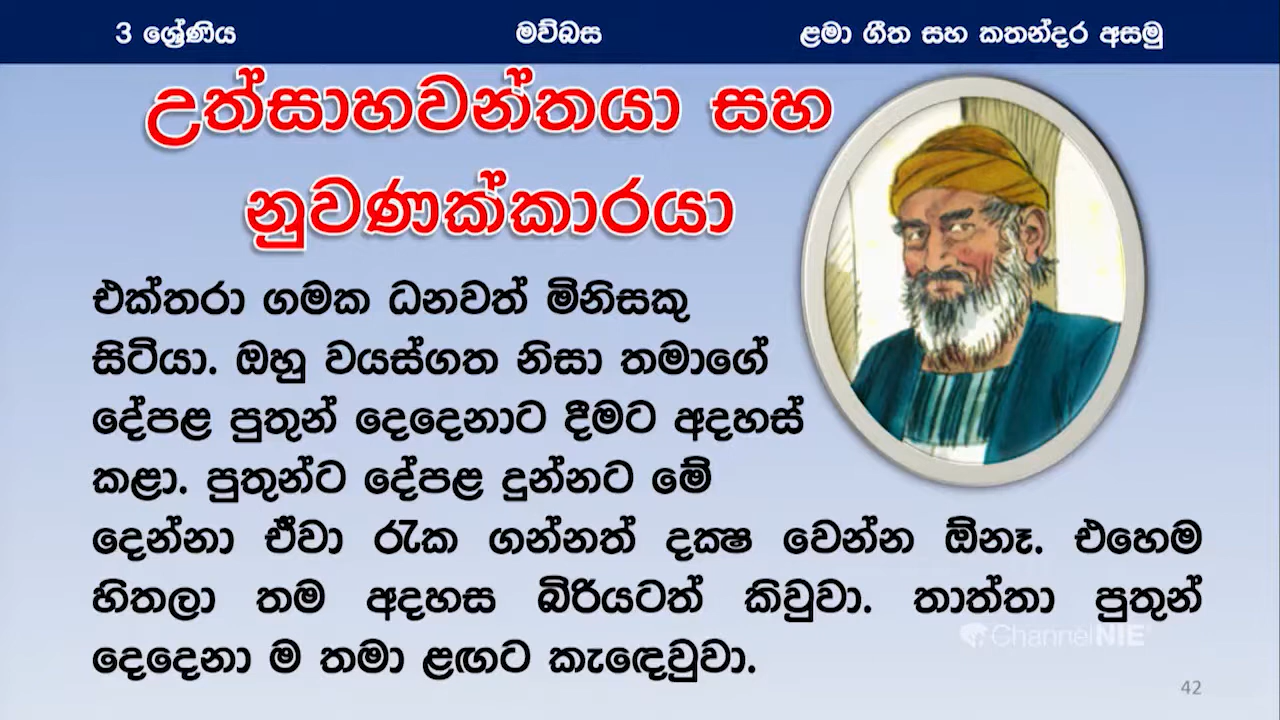 3 ශ්‍රේණිය
මව්බස
ළමා ගීත සහ කතන්දර අසමු
උත්සාහවන්තයා සහ
නුවණක්කාරයා
එක්තරා ගමක ධනවත් මිනිසකු
සිටියා. ඔහු වයස්ගත නිසා තමාගේ
දේපළ පුතුන් දෙදෙනාට දීමට අදහස්
කළා. පුතුන්ට දේපළ දුන්නට මේ
දෙන්නා ඒවා රැක ගන්නත් දක්‍ෂ වෙන්න ඕනෑ. එහෙම
හිතලා තම අදහස බිරියටත් කිවුවා. තාත්තා පුතුන්
දෙදෙනා ම තමා ළඟට කැඳෙවුවා.
Channel NIE
42